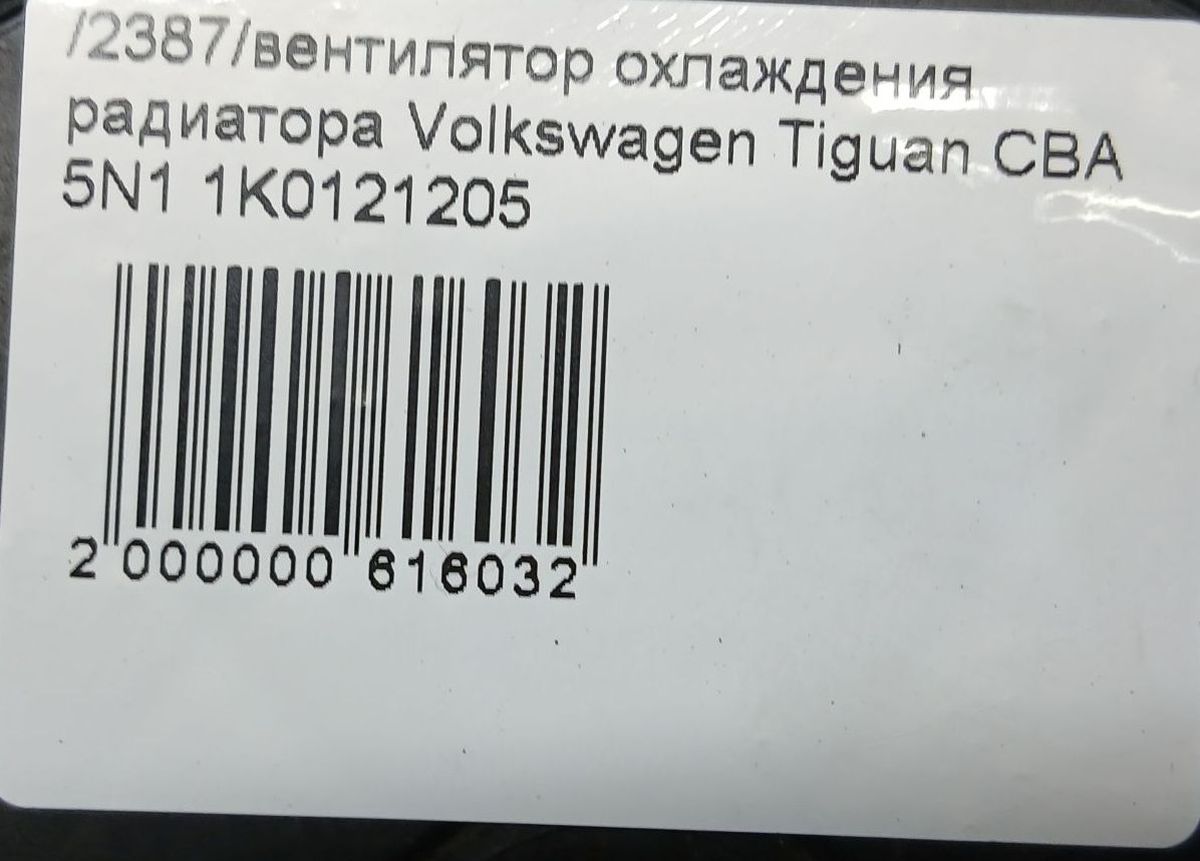 /2387/вентилятор охлаждения
радиатора Volkswagen Tiguan CBA
5N1 1K0121205
2 000000 616032